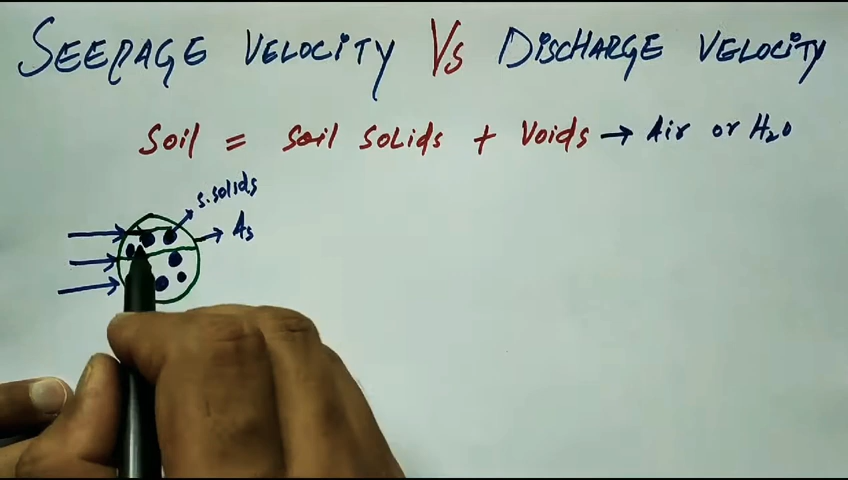 SEEPAGE VELOCITY Vs DISCHARGE VELOCITY
Soil = Soil Solids + Voids → Air or H₂O
S.Solids
As